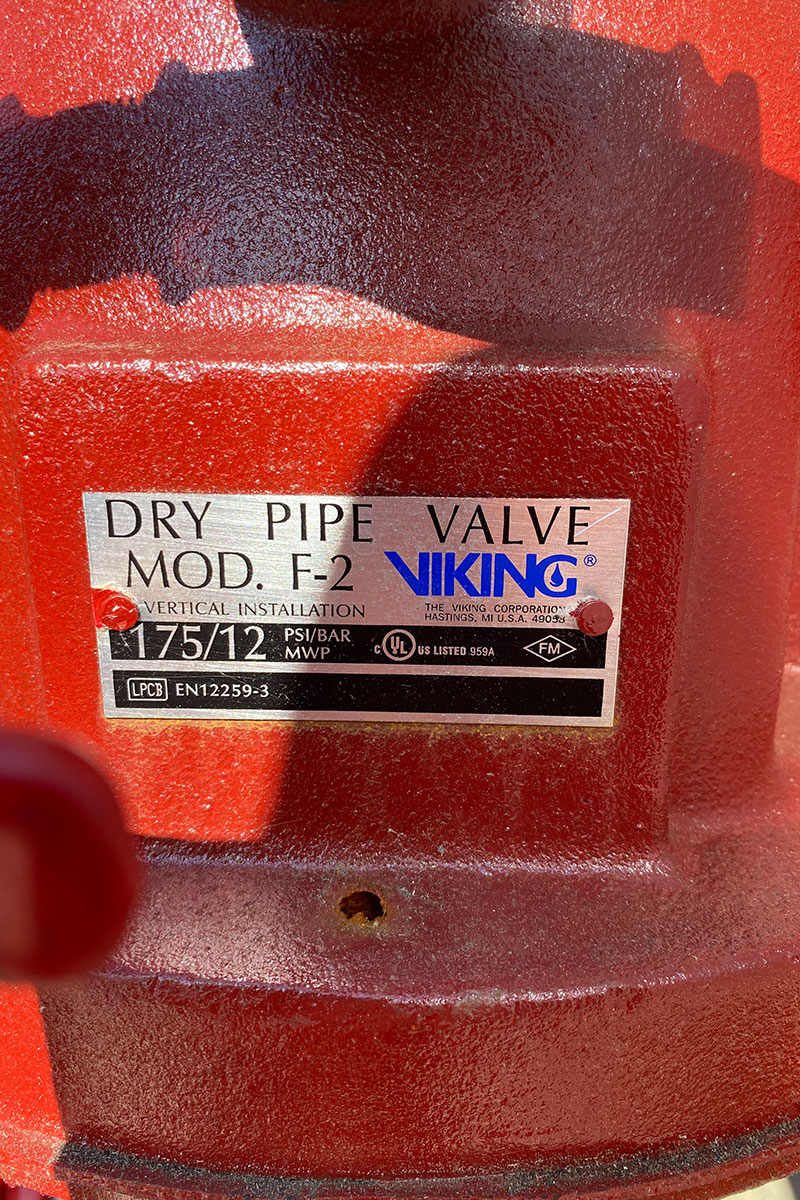 DRY PIPE VALVE
MOD. F-2 VIKING®
VERTICAL INSTALLATION
THE VIKING CORPORATION
HASTINGS, MI U.S.A. 49058
175/12 PSI/BAR MWP
C UL US LISTED 959A
FM
LPCB EN12259-3